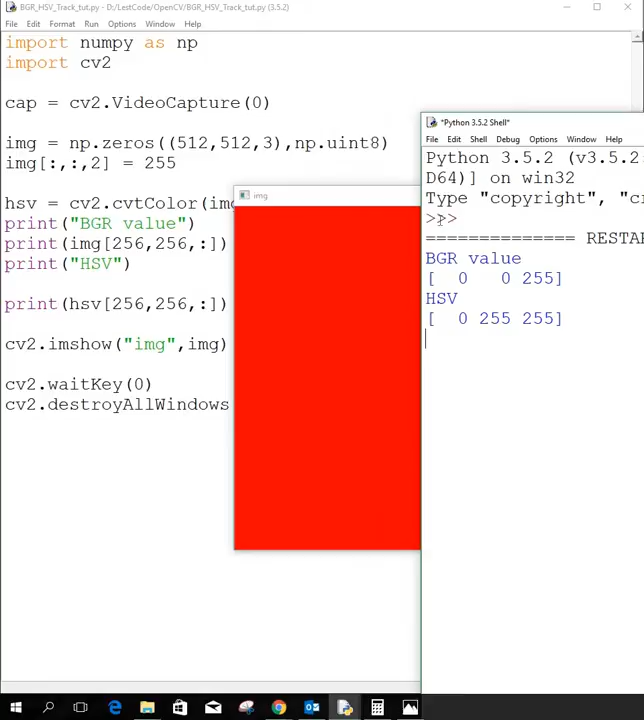 BGR_HSV_Track_tut.py - D:/LestCode/OpenCV/BGR_HSV_Track_tut.py (3.5.2)
File Edit Format Run Options Window Help
import numpy as np
import cv2
cap = cv2.VideoCapture(0)
img = np.zeros((512,512,3),np.uint8)
img[:,:,2] = 255
hsv = cv2.cvtColor(img
print("BGR value")
print(img[256,256,:])
print("HSV")
print(hsv[256,256,:])
cv2.imshow("img",img)
cv2.waitKey(0)
cv2.destroyAllWindows
img
*Python 3.5.2 Shell*
File Edit Shell Debug Options Window Help
Python 3.5.2 (v3.5.2
D64)] on win32
Type "copyright", "cr
>>>
============== RESTA
BGR value
[  0   0 255]
HSV
[  0 255 255]